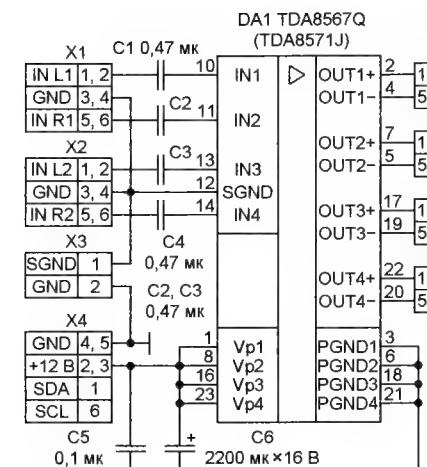 DA1 TDA8567Q
(TDA8571J)
X1
C1 0,47 мк
IN L1 1, 2
GND 3, 4
IN R1 5, 6
10 IN1
C2 11 IN2
OUT1+ 2 1
OUT1− 4 5
X2
IN L2 1, 2
GND 3, 4
IN R2 5, 6
C3 13 IN3
12 SGND
14 IN4
OUT2+ 7 1
OUT2− 5 5
OUT3+ 17 1
OUT3− 19 5
X3
SGND 1
GND 2
C4
0,47 мк
C2, C3
0,47 мк
OUT4+ 22 1
OUT4− 20 5
X4
GND 4, 5
+12 В 2, 3
SDA 1
SCL 6
1 Vp1
8 Vp2
16 Vp3
23 Vp4
PGND1 3
PGND2 6
PGND3 18
PGND4 21
C5
0,1 мк
+
C6
2200 мк×16 В